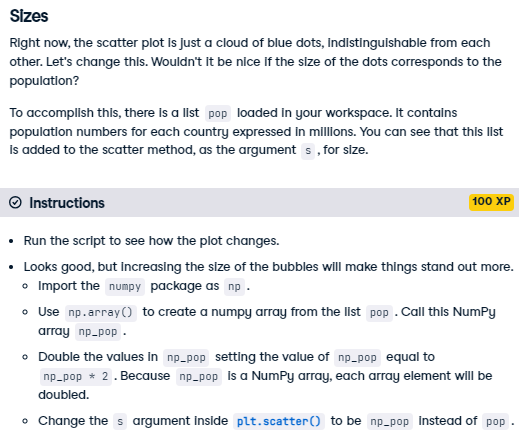 Sizes
Right now, the scatter plot is just a cloud of blue dots, indistinguishable from each
other. Let's change this. Wouldn't it be nice if the size of the dots corresponds to the
population?
To accomplish this, there is a list pop loaded in your workspace. It contains
population numbers for each country expressed in millions. You can see that this list
is added to the scatter method, as the argument s , for size.
Instructions
100 XP
• Run the script to see how the plot changes.
• Looks good, but increasing the size of the bubbles will make things stand out more.
Import the numpy package as np .
Use np.array() to create a numpy array from the list pop . Call this NumPy
array np_pop .
Double the values in np_pop setting the value of np_pop equal to
np_pop * 2 . Because np_pop is a NumPy array, each array element will be
doubled.
Change the s argument inside plt.scatter() to be np_pop instead of pop .